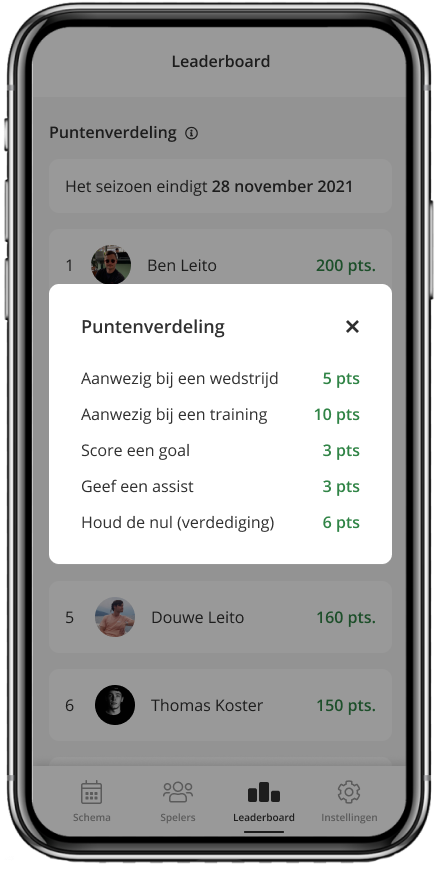 Leaderboard
Puntenverdeling
Het seizoen eindigt 28 november 2021
1 Ben Leito 200 pts.
Puntenverdeling ×
Aanwezig bij een wedstrijd 5 pts
Aanwezig bij een training 10 pts
Score een goal 3 pts
Geef een assist 3 pts
Houd de nul (verdediging) 6 pts
5 Douwe Leito 160 pts.
6 Thomas Koster 150 pts.
Schema Spelers Leaderboard Instellingen